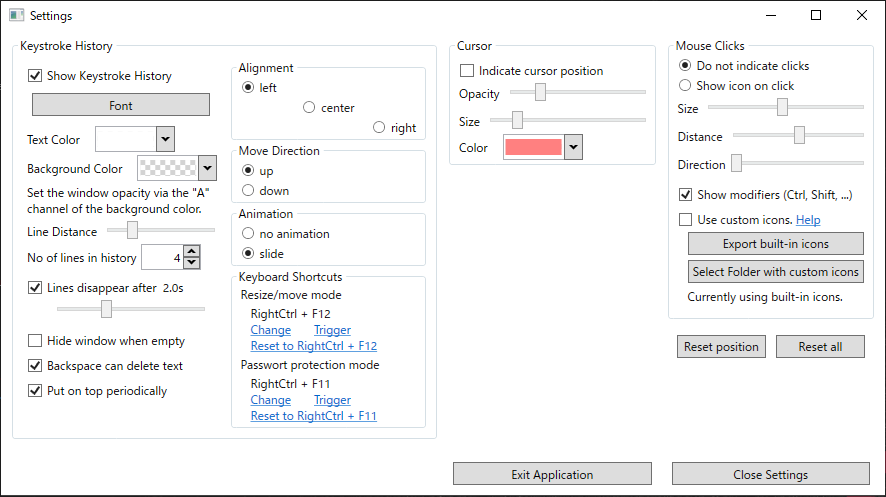 Settings
Keystroke History
Show Keystroke History
Font
Text Color
Background Color
Set the window opacity via the "A"
channel of the background color.
Line Distance
No of lines in history
4
Lines disappear after 2.0s
Hide window when empty
Backspace can delete text
Put on top periodically
Alignment
left
center
right
Move Direction
up
down
Animation
no animation
slide
Keyboard Shortcuts
Resize/move mode
RightCtrl + F12
Change Trigger
Reset to RightCtrl + F12
Passwort protection mode
RightCtrl + F11
Change Trigger
Reset to RightCtrl + F11
Cursor
Indicate cursor position
Opacity
Size
Color
Mouse Clicks
Do not indicate clicks
Show icon on click
Size
Distance
Direction
Show modifiers (Ctrl, Shift, ...)
Use custom icons. Help
Export built-in icons
Select Folder with custom icons
Currently using built-in icons.
Reset position
Reset all
Exit Application
Close Settings